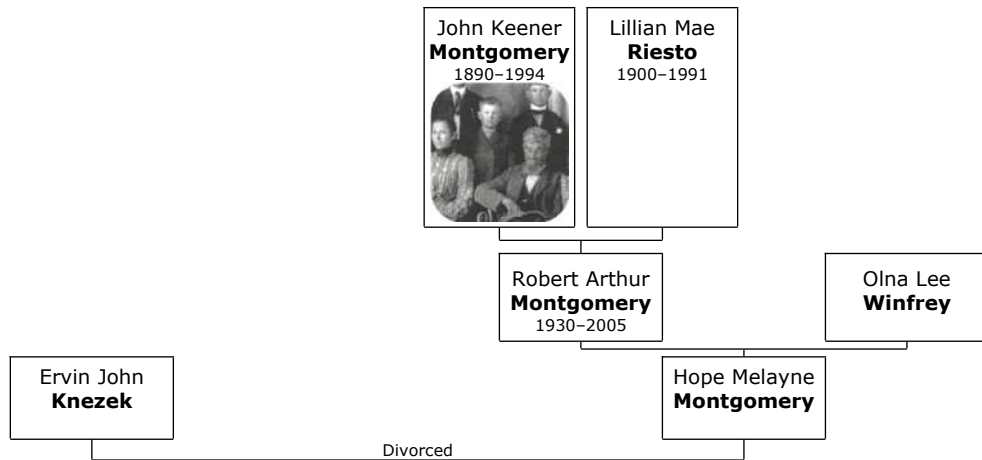 John Keener
Montgomery
1890–1994
Lillian Mae
Riesto
1900–1991
Robert Arthur
Montgomery
1930–2005
Olna Lee
Winfrey
Ervin John
Knezek
Hope Melayne
Montgomery
Divorced